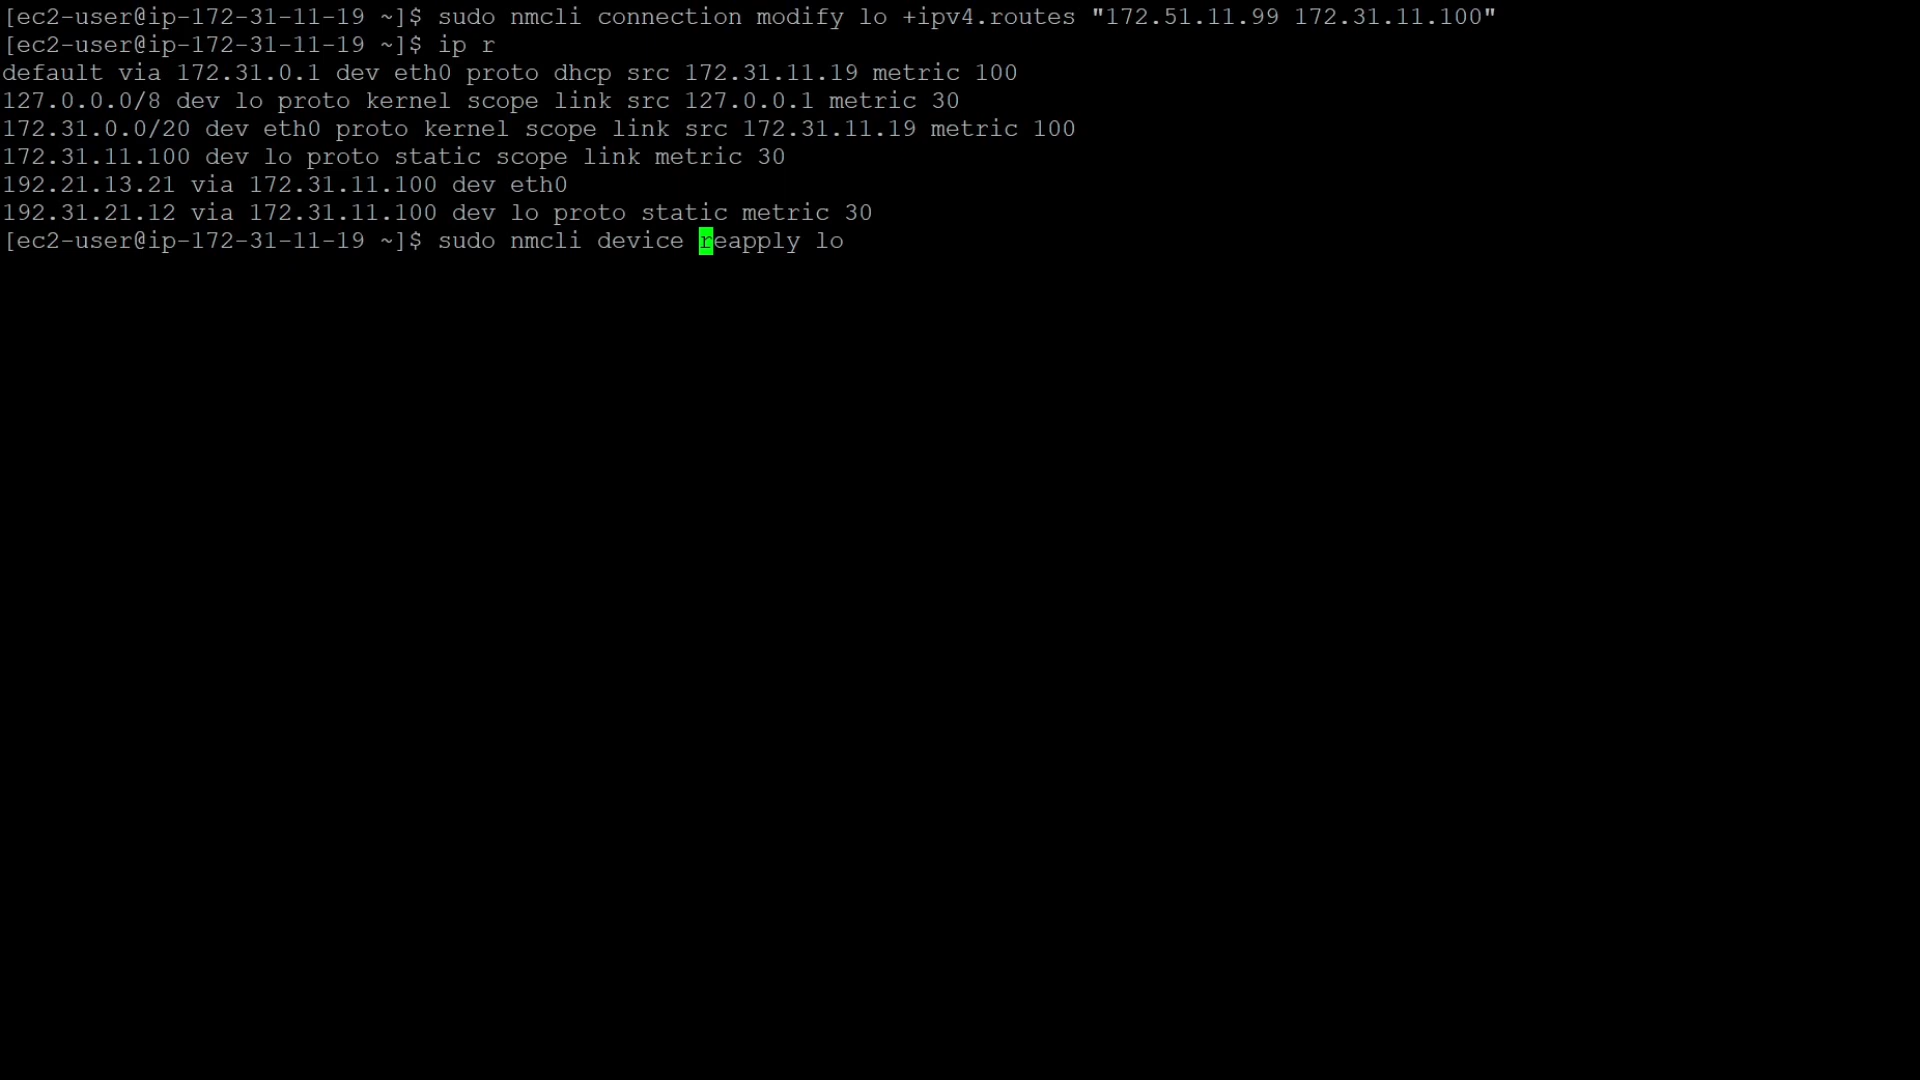 [ec2-user@ip-172-31-11-19 ~]$ sudo nmcli connection modify lo +ipv4.routes "172.51.11.99 172.31.11.100"
[ec2-user@ip-172-31-11-19 ~]$ ip r
default via 172.31.0.1 dev eth0 proto dhcp src 172.31.11.19 metric 100
127.0.0.0/8 dev lo proto kernel scope link src 127.0.0.1 metric 30
172.31.0.0/20 dev eth0 proto kernel scope link src 172.31.11.19 metric 100
172.31.11.100 dev lo proto static scope link metric 30
192.21.13.21 via 172.31.11.100 dev eth0
192.31.21.12 via 172.31.11.100 dev lo proto static metric 30
[ec2-user@ip-172-31-11-19 ~]$ sudo nmcli device reapply lo